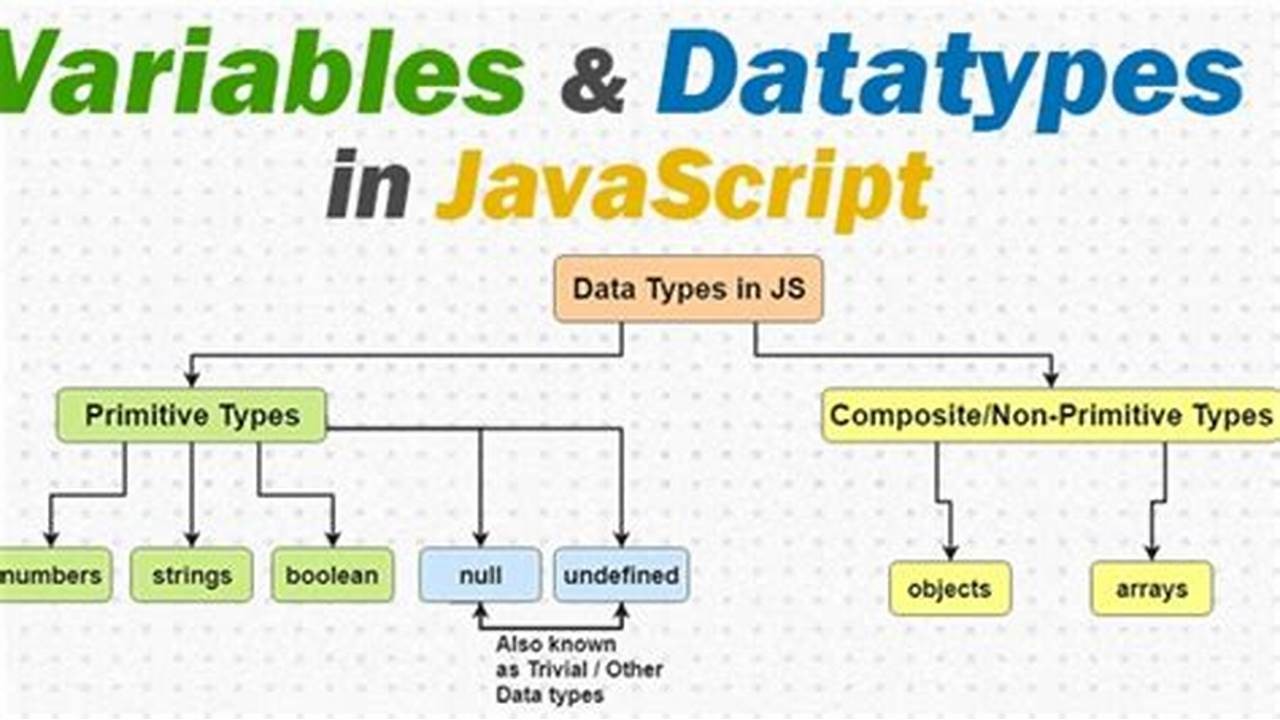 Variables & Datatypes
in JavaScript
Data Types in JS
Primitive Types
Composite/Non-Primitive Types
numbers
strings
boolean
null
undefined
objects
arrays
Also known
as Trivial / Other
Data types